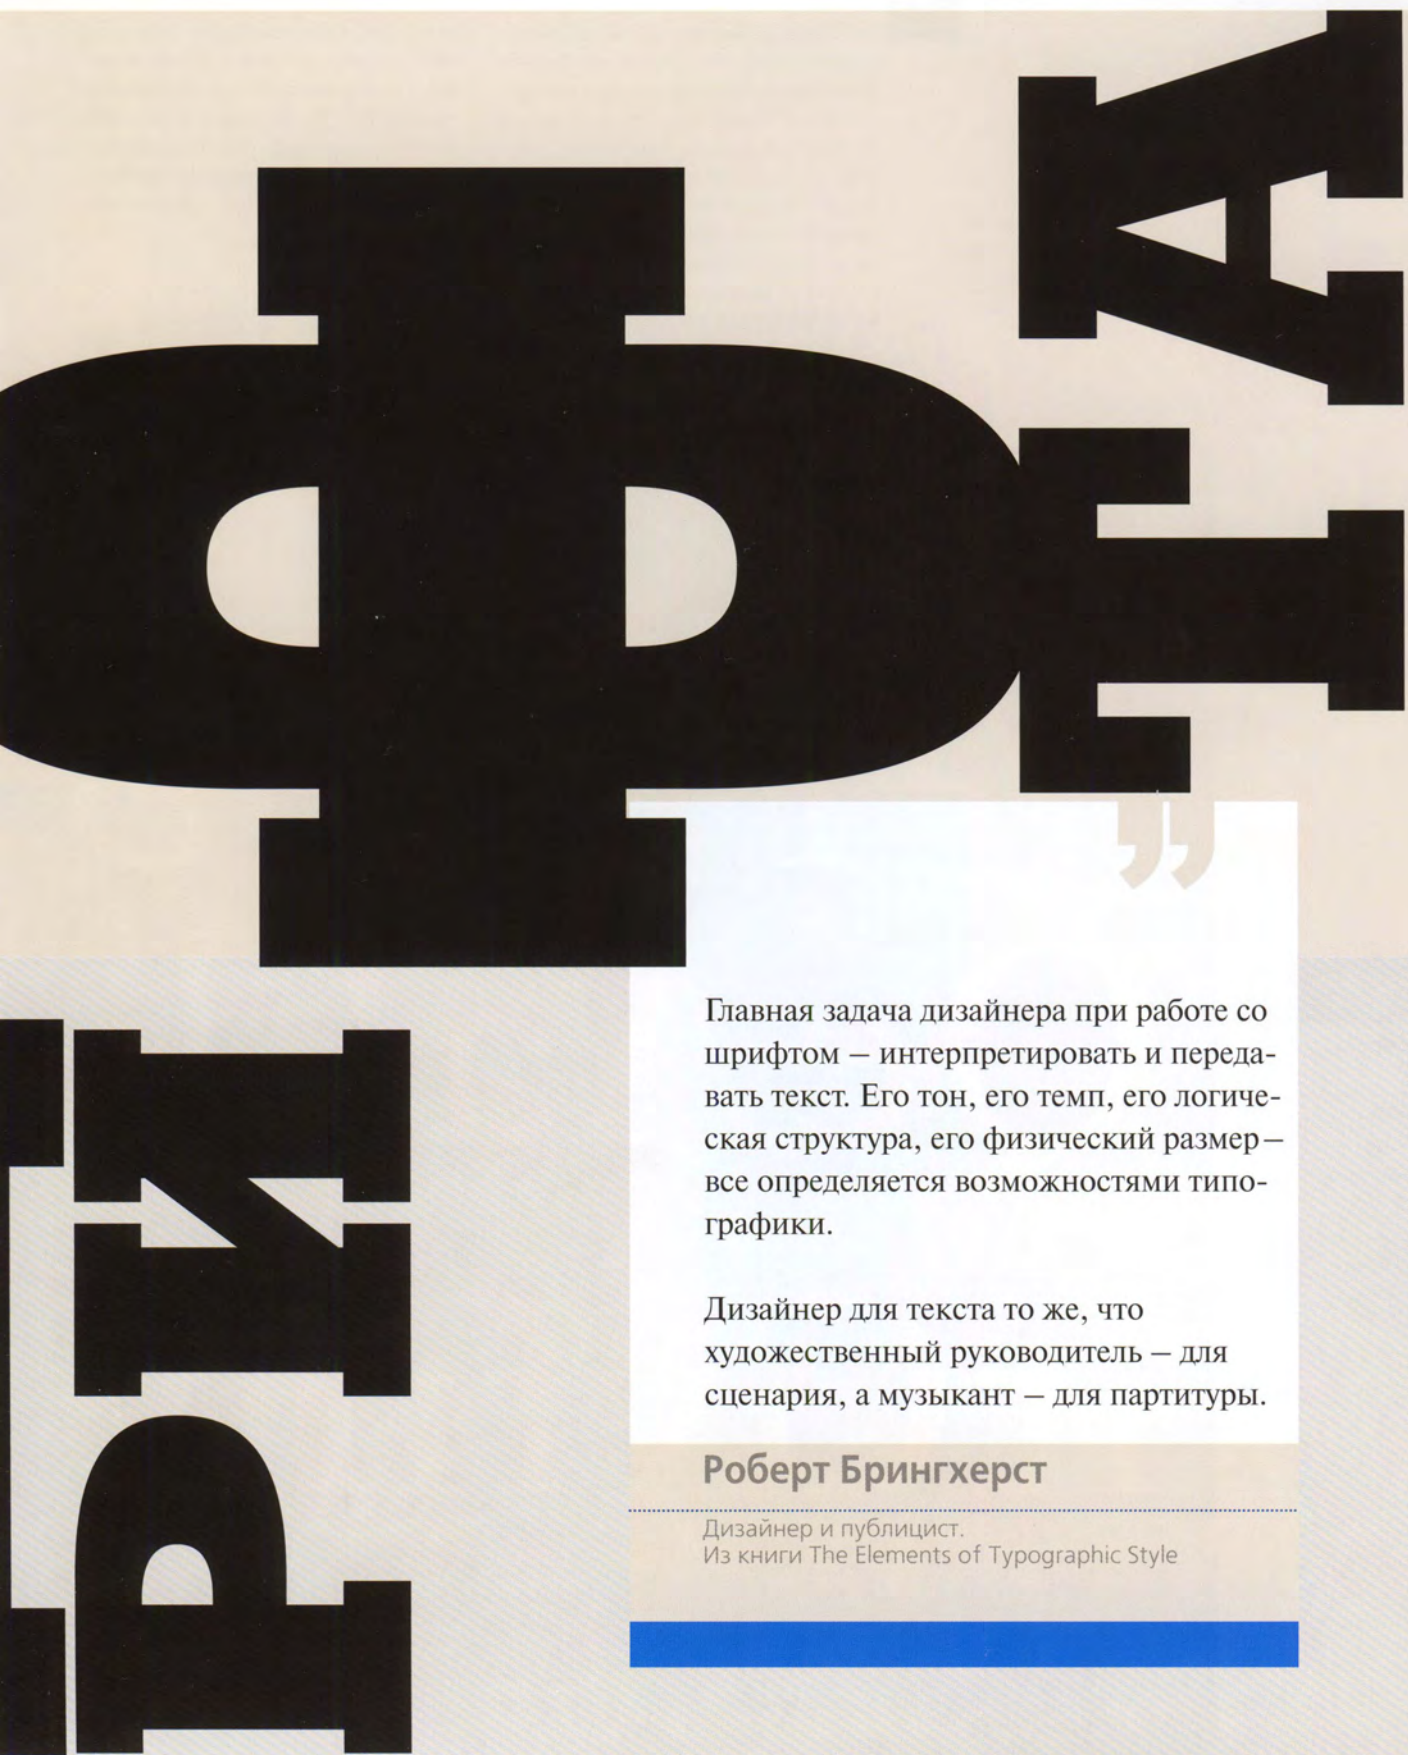 Ф
ТА
РИ
”
Главная задача дизайнера при работе со
шрифтом – интерпретировать и переда-
вать текст. Его тон, его темп, его логиче-
ская структура, его физический размер–
все определяется возможностями типо-
графики.
Дизайнер для текста то же, что
художественный руководитель – для
сценария, а музыкант – для партитуры.
Роберт Брингхерст
Дизайнер и публицист.
Из книги The Elements of Typographic Style